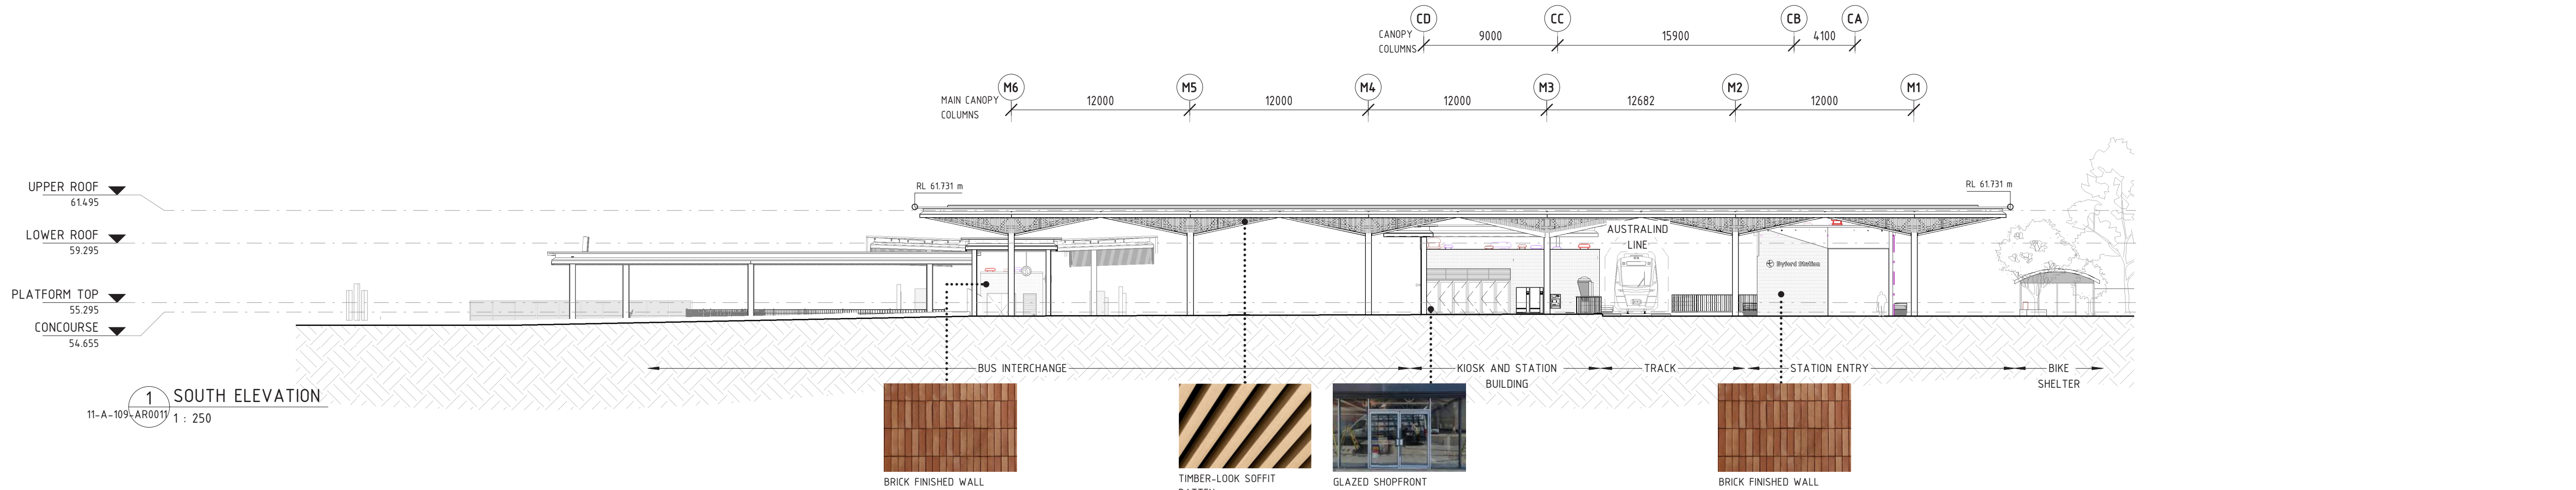 CD CC CB CA
CANOPY
COLUMNS
9000 15900 4100
M6 M5 M4 M3 M2 M1
MAIN CANOPY
COLUMNS
12000 12000 12000 12682 12000
UPPER ROOF
61.495
RL 61.731 m
RL 61.731 m
LOWER ROOF
59.295
AUSTRALIND
LINE
Byford Station
PLATFORM TOP
55.295
CONCOURSE
54.655
BUS INTERCHANGE
KIOSK AND STATION
BUILDING
TRACK
STATION ENTRY
BIKE
SHELTER
1
11-A-109-AR0011
SOUTH ELEVATION
1 : 250
BRICK FINISHED WALL
TIMBER-LOOK SOFFIT
GLAZED SHOPFRONT
BRICK FINISHED WALL